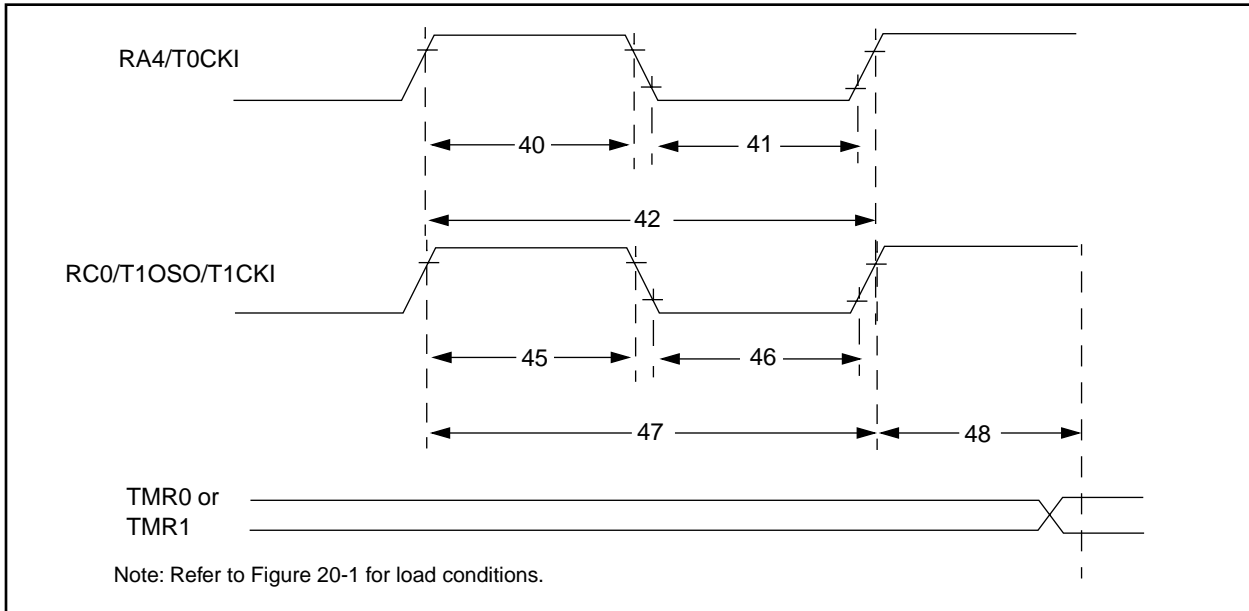 RA4/T0CKI
40
41
42
RC0/T1OSO/T1CKI
45
46
47
48
TMR0 or
TMR1
Note: Refer to Figure 20-1 for load conditions.